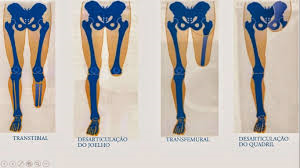 TRANSTIBIAL
DESARTICULAÇÃO
DO JOELHO
TRANSFEMURAL
DESARTICULAÇÃO
DO QUADRIL